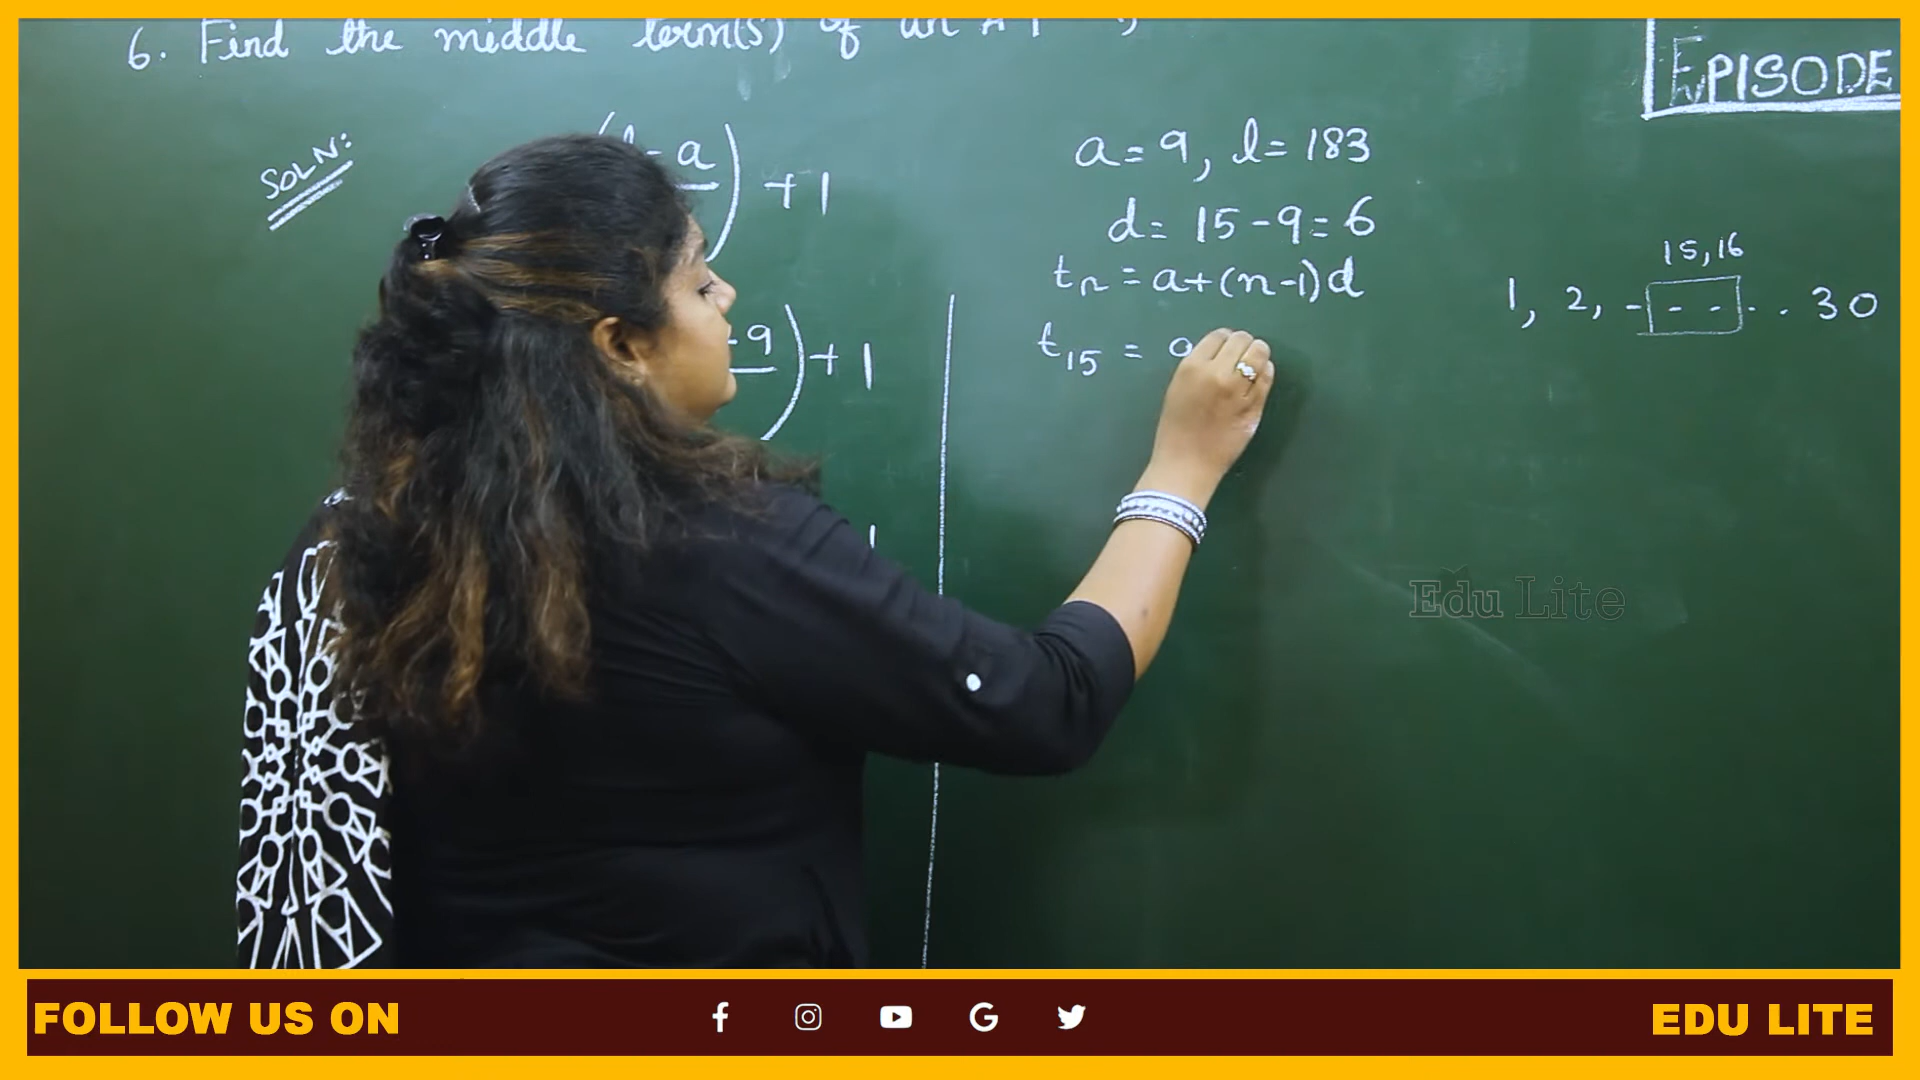 6. Find the middle term(s) of an A.P
EPISODE
SOLN:
- a) + 1
a = 9, l = 183
d = 15 - 9 = 6
15,16
tₙ = a + (n-1)d
1, 2, - - - . . 30
- 9) + 1
t₁₅ =
Edu Lite
FOLLOW US ON
EDU LITE